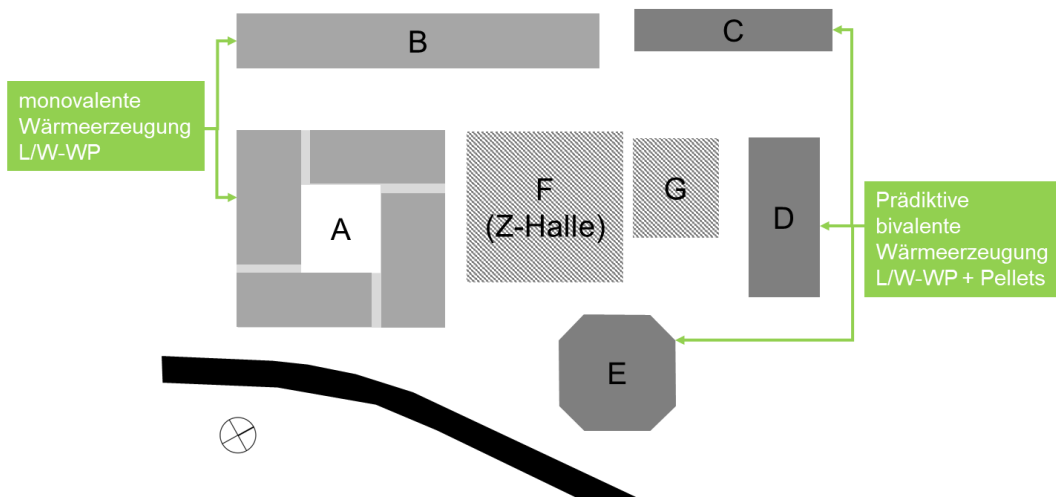 B
C
monovalente
Wärmeerzeugung
L/W-WP
A
F
(Z-Halle)
G
D
Prädiktive
bivalente
Wärmeerzeugung
L/W-WP + Pellets
E